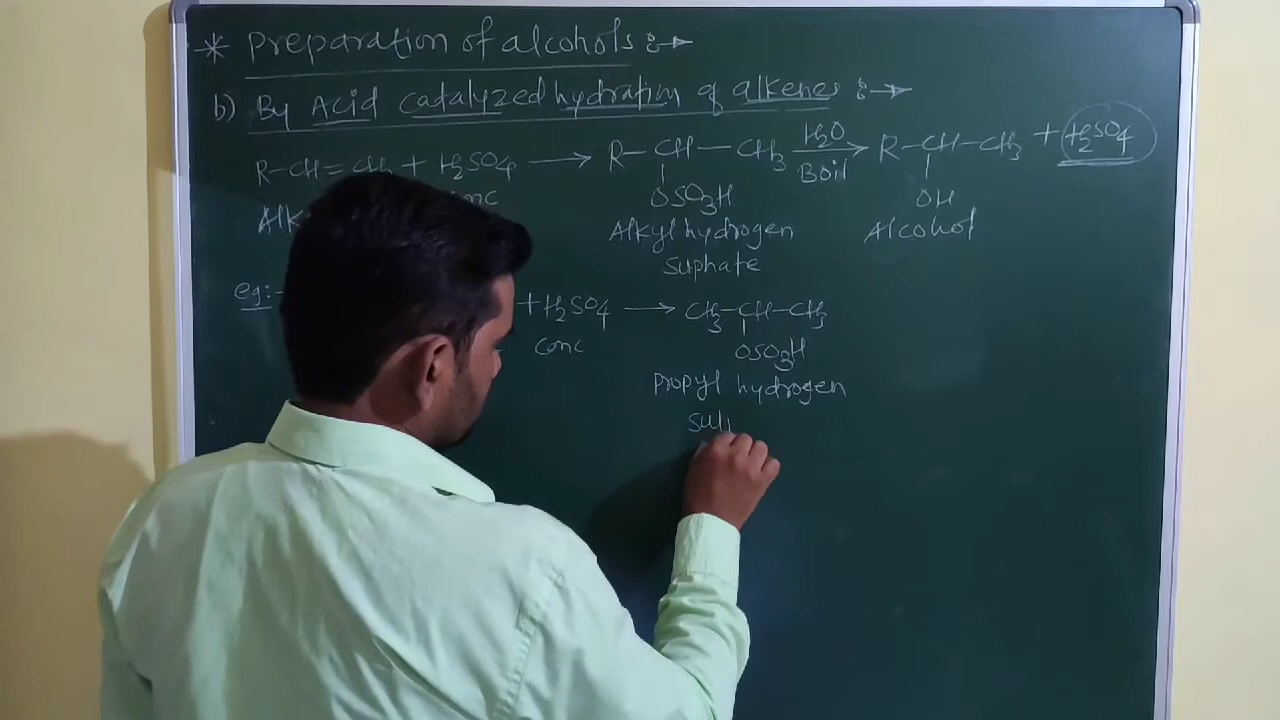 * Preparation of alcohols :→
b) By Acid catalyzed hydration of alkenes :→
R-CH=CH + H₂SO₄ → R-CH-CH₃ H₂O Boil → R-CH-CH₃ + H₂SO₄
OSO₃H OH
Alkyl hydrogen Alcohol
Suphate
eg:- + H₂SO₄ → CH₃-CH-CH₃
conc OSO₃H
Propyl hydrogen